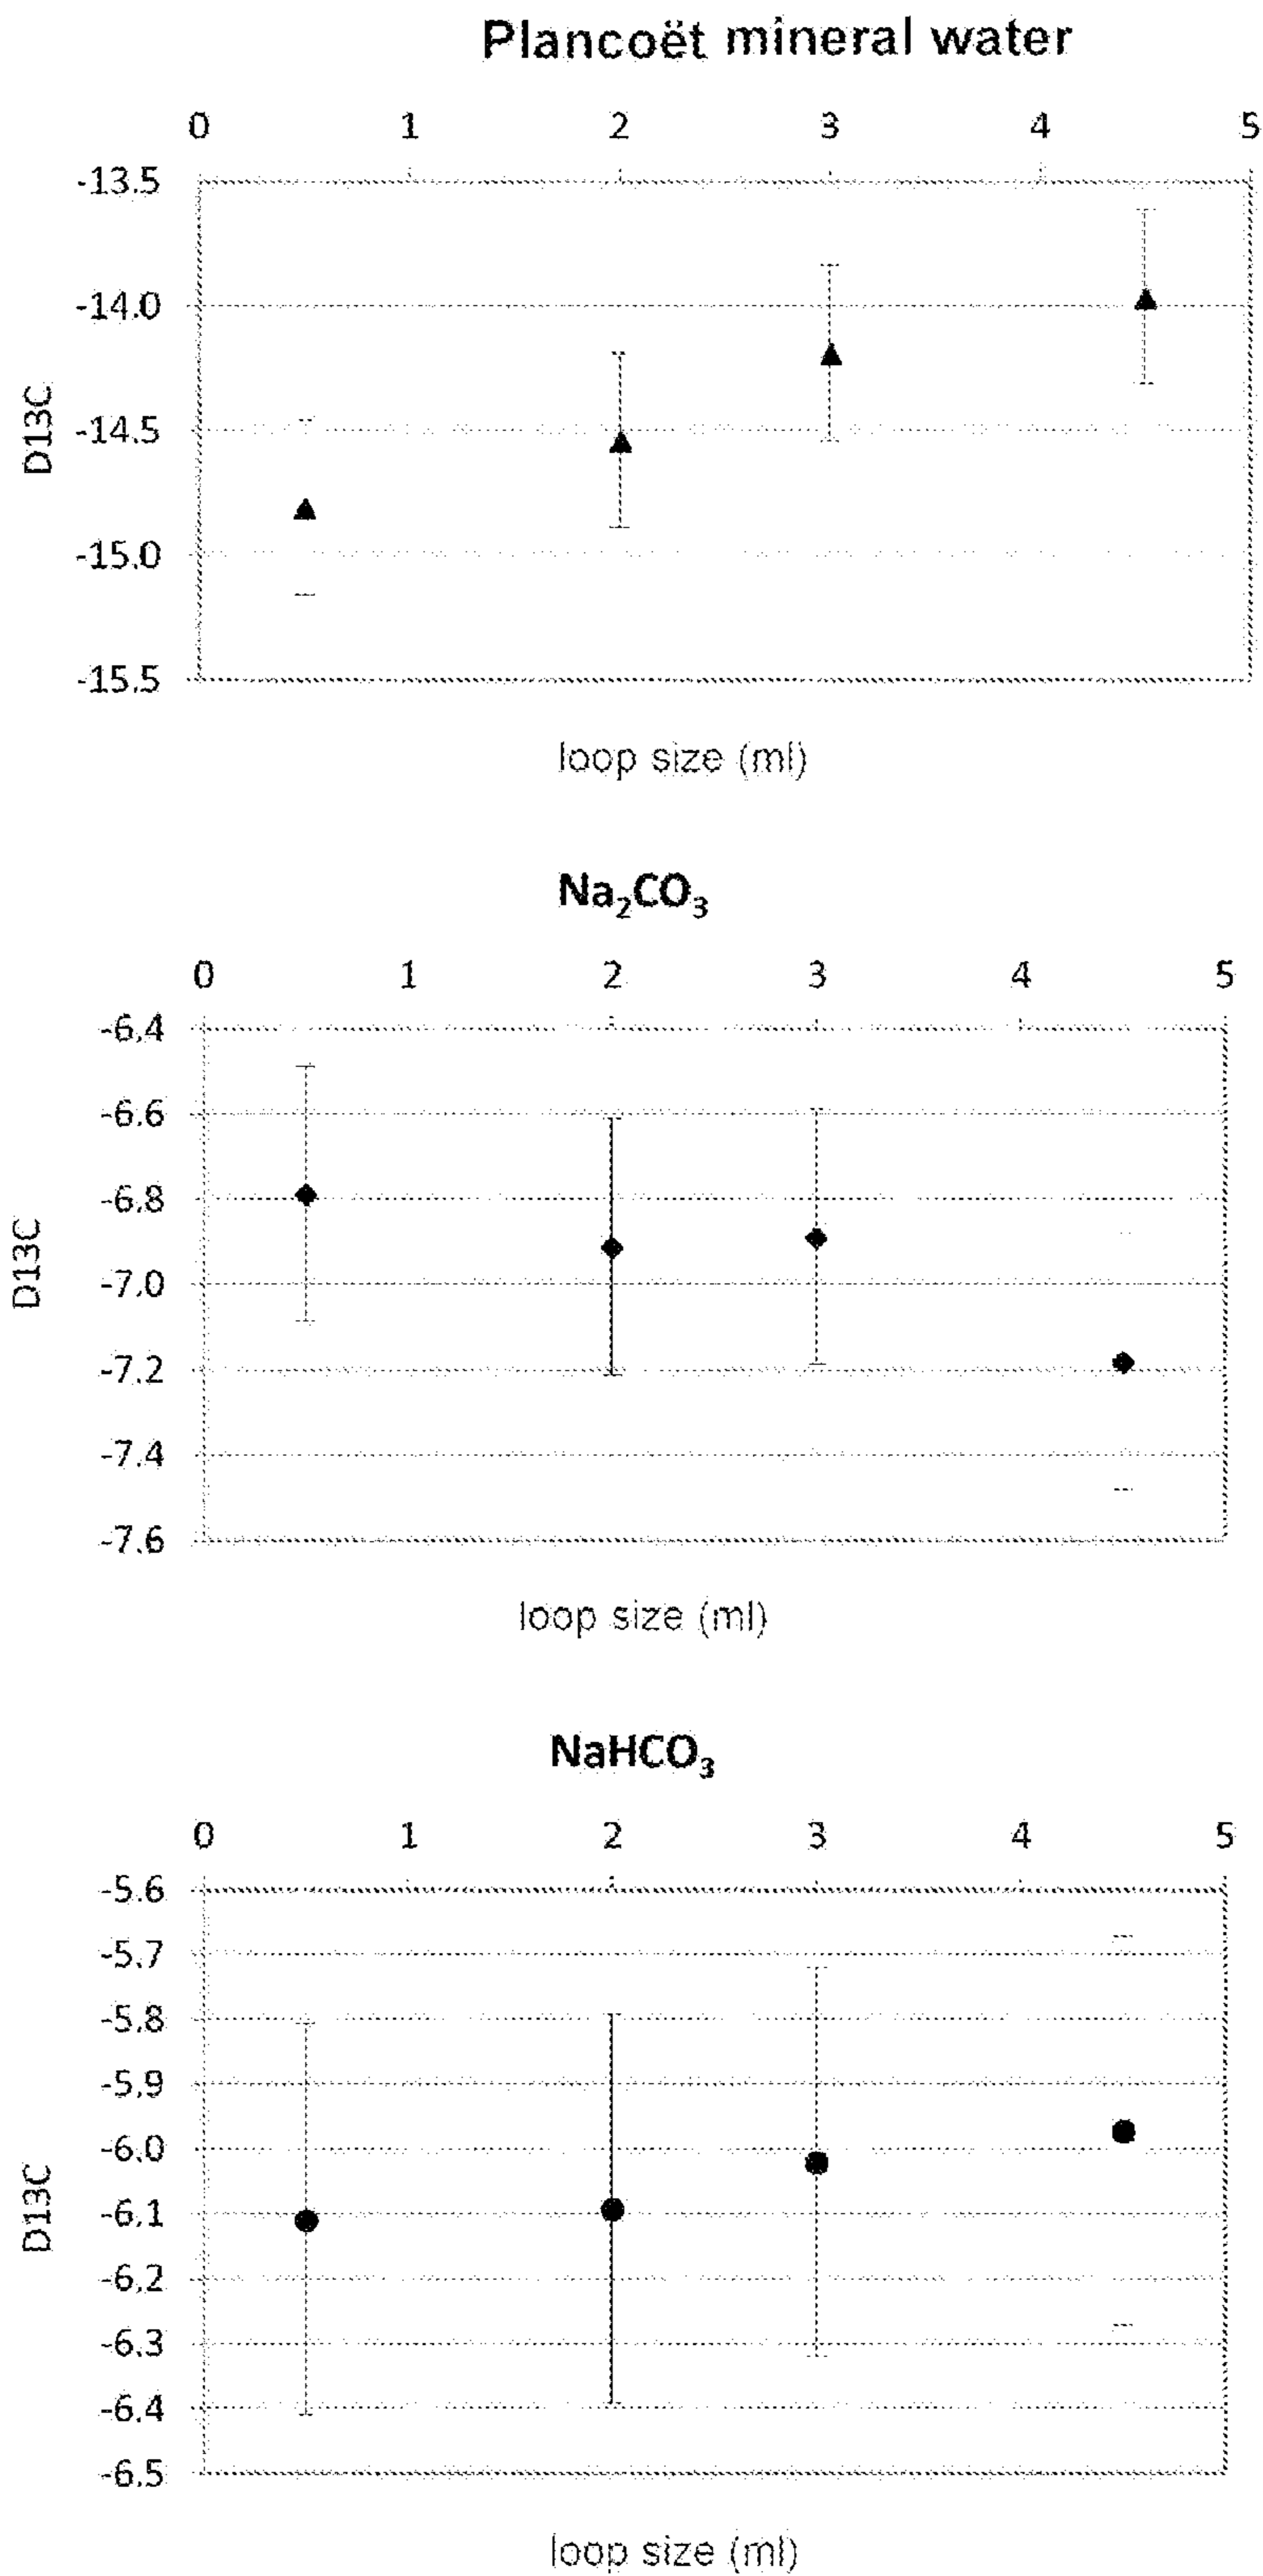 Plancoët mineral water
0 1 2 3 4 5
-13.5
-14.0
-14.5
-15.0
-15.5
D13C
loop size (ml)
Na₂CO₃
0 1 2 3 4 5
-6.4
-6.6
-6.8
-7.0
-7.2
-7.4
-7.6
D13C
loop size (ml)
NaHCO₃
0 1 2 3 4 5
-5.6
-5.7
-5.8
-5.9
-6.0
-6.1
-6.2
-6.3
-6.4
-6.5
D13C
loop size (ml)